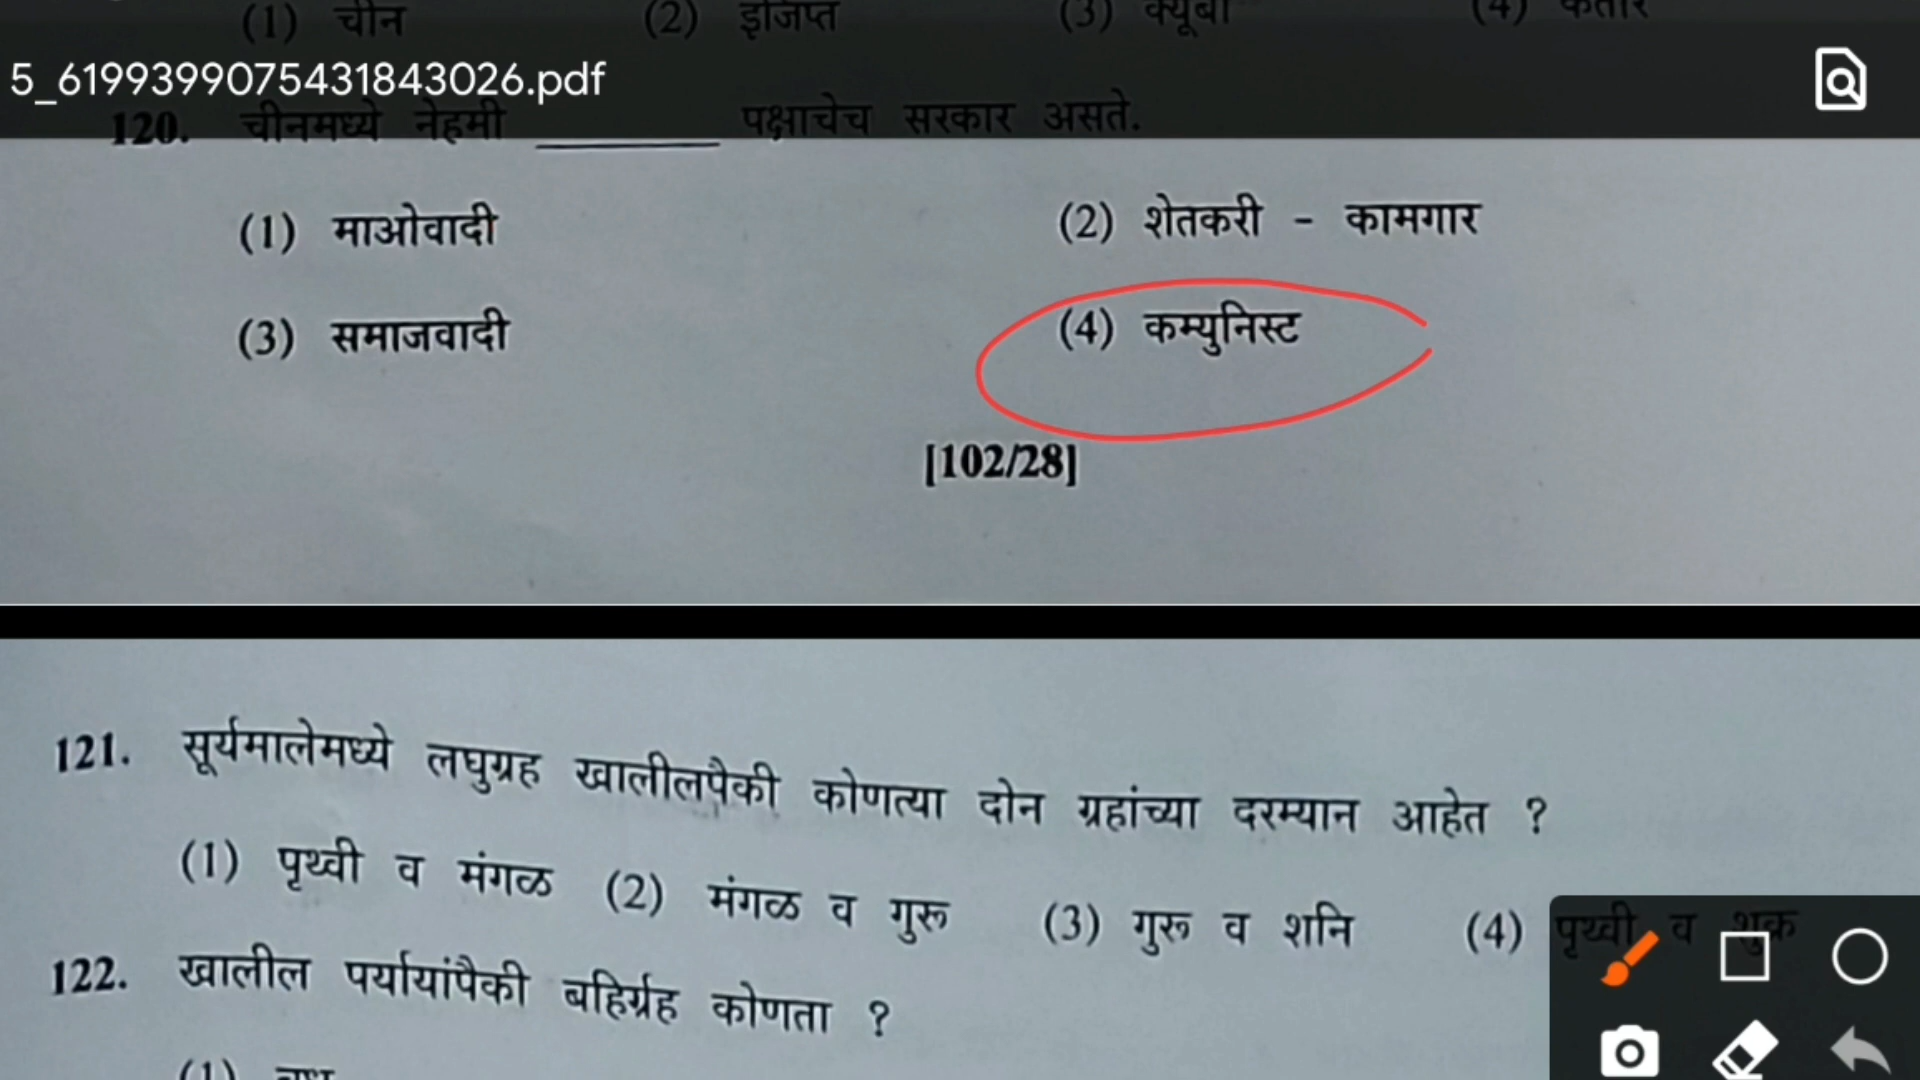 (1) चीन (2) इजिप्त (3) क्यूबा (4) कतार
5_6199399075431843026.pdf
120. चीनमध्ये नेहमी ________ पक्षाचेच सरकार असते.
(1) माओवादी (2) शेतकरी - कामगार
(3) समाजवादी (4) कम्युनिस्ट
[102/28]
121. सूर्यमालेमध्ये लघुग्रह खालीलपैकी कोणत्या दोन ग्रहांच्या दरम्यान आहेत ?
(1) पृथ्वी व मंगळ (2) मंगळ व गुरू (3) गुरू व शनि (4) पृथ्वी व शुक्र
122. खालील पर्यायांपैकी बहिर्ग्रह कोणता ?
(1) बुध